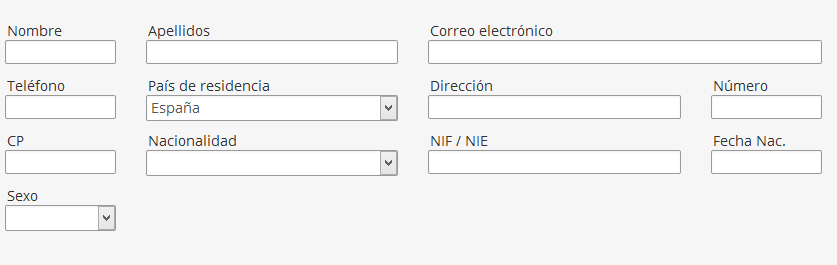 Nombre Apellidos Correo electrónico
Teléfono País de residencia Dirección Número
España
CP Nacionalidad NIF / NIE Fecha Nac.
Sexo